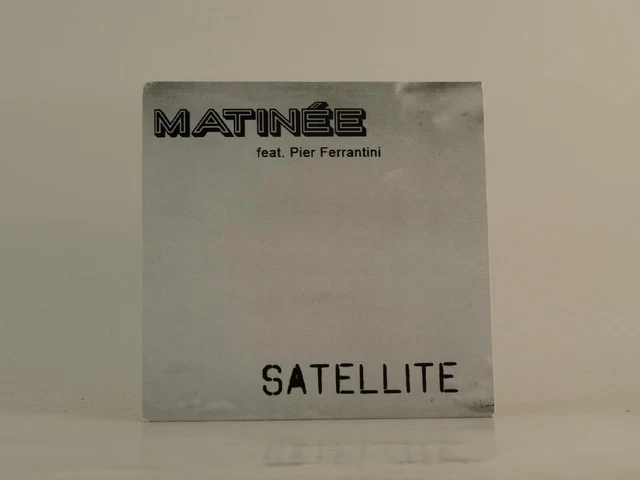 MATINÉE
feat. Pier Ferrantini
SATELLITE